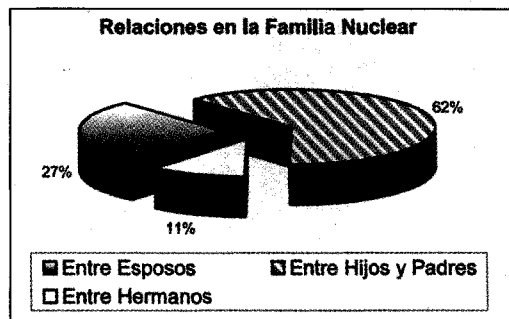 Relaciones en la Familia Nuclear
62%
27%
11%
Entre Esposos
Entre Hijos y Padres
Entre Hermanos